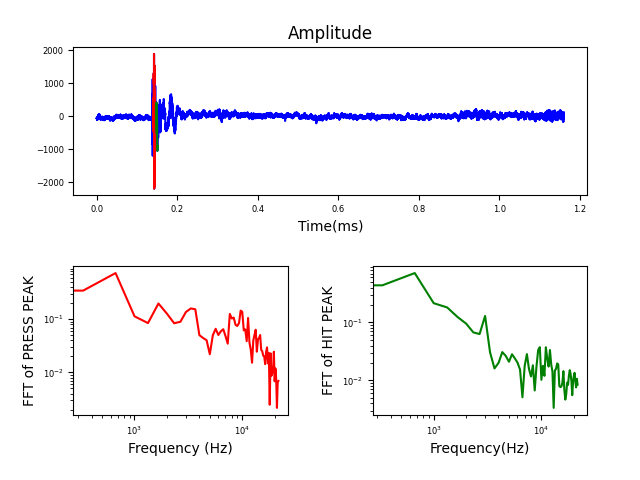 Amplitude
2000
1000
0
−1000
−2000
0.0 0.2 0.4 0.6 0.8 1.0 1.2
Time(ms)
FFT of PRESS PEAK
10⁻¹
10⁻²
10³ 10⁴
Frequency (Hz)
FFT of HIT PEAK
10⁻¹
10⁻²
10³ 10⁴
Frequency(Hz)